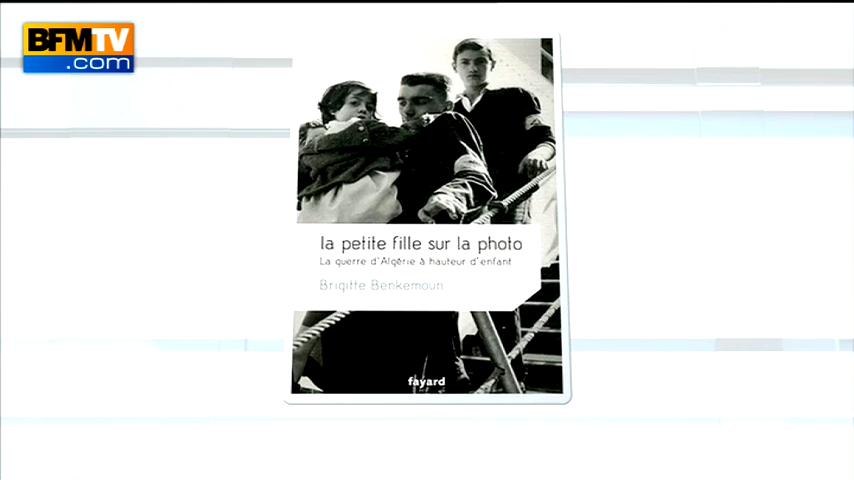 BFMTV
.com
la petite fille sur la photo
La guerre d'Algérie à hauteur d'enfant
Brigitte Benkemoun
fayard